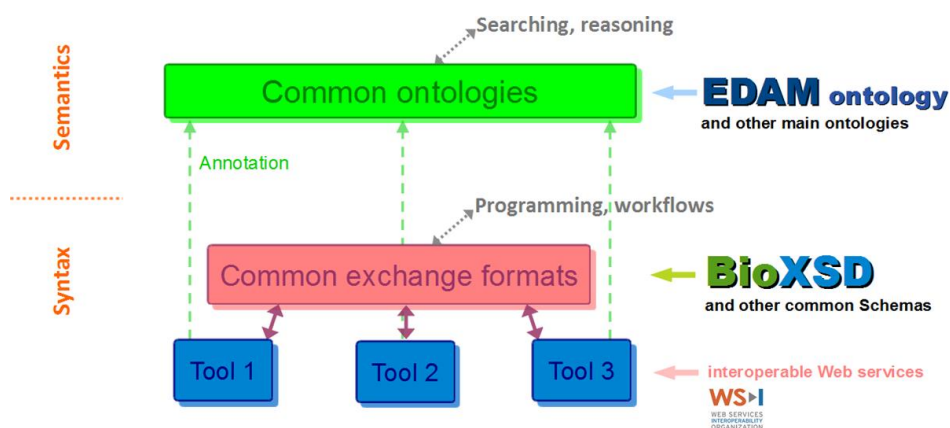 Searching, reasoning
Semantics
Common ontologies
EDAM ontology
and other main ontologies
Annotation
Programming, workflows
Syntax
Common exchange formats
BioXSD
and other common Schemas
Tool 1
Tool 2
Tool 3
interoperable Web services
WS-I
WEB SERVICES
INTEROPERABILITY
ORGANIZATION